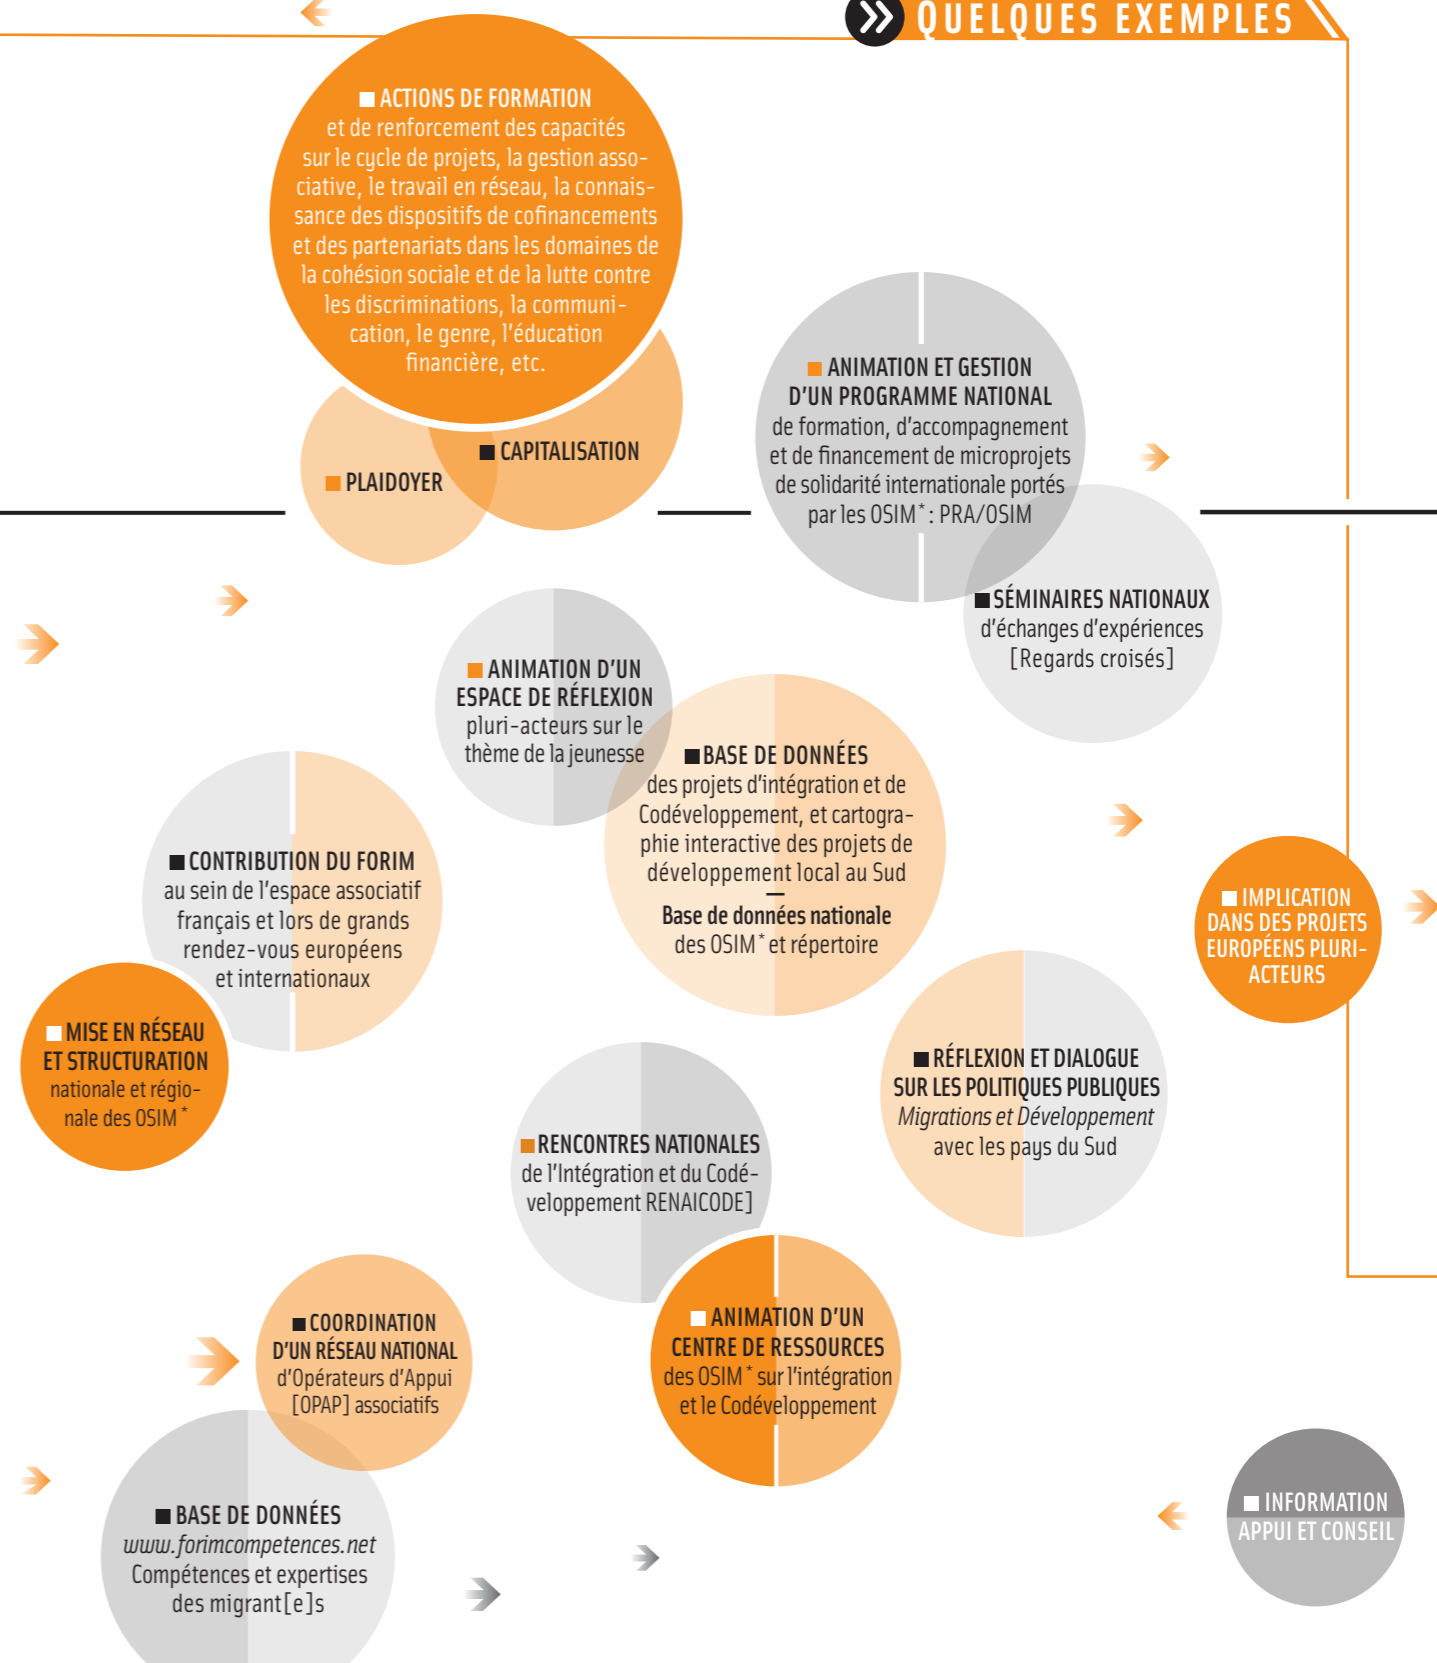 QUELQUES EXEMPLES
■ ACTIONS DE FORMATION
et de renforcement des capacités
sur le cycle de projets, la gestion asso-
ciative, le travail en réseau, la connais-
sance des dispositifs de cofinancements
et des partenariats dans les domaines de
la cohésion sociale et de la lutte contre
les discriminations, la communi-
cation, le genre, l'éducation
financière, etc.
■ CAPITALISATION
■ PLAIDOYER
■ ANIMATION ET GESTION
D'UN PROGRAMME NATIONAL
de formation, d'accompagnement
et de financement de microprojets
de solidarité internationale portés
par les OSIM* : PRA/OSIM
■ SÉMINAIRES NATIONAUX
d'échanges d'expériences
[Regards croisés]
■ ANIMATION D'UN
ESPACE DE RÉFLEXION
pluri-acteurs sur le
thème de la jeunesse
■ BASE DE DONNÉES
des projets d'intégration et de
Codéveloppement, et cartogra-
phie interactive des projets de
développement local au Sud
—
Base de données nationale
des OSIM* et répertoire
■ CONTRIBUTION DU FORIM
au sein de l'espace associatif
français et lors de grands
rendez-vous européens
et internationaux
■ IMPLICATION
DANS DES PROJETS
EUROPÉENS PLURI-
ACTEURS
■ MISE EN RÉSEAU
ET STRUCTURATION
nationale et régio-
nale des OSIM*
■ RÉFLEXION ET DIALOGUE
SUR LES POLITIQUES PUBLIQUES
Migrations et Développement
avec les pays du Sud
■ RENCONTRES NATIONALES
de l'Intégration et du Codé-
veloppement RENAICODE]
■ ANIMATION D'UN
CENTRE DE RESSOURCES
des OSIM* sur l'intégration
et le Codéveloppement
■ COORDINATION
D'UN RÉSEAU NATIONAL
d'Opérateurs d'Appui
[OPAP] associatifs
■ BASE DE DONNÉES
www.forimcompetences.net
Compétences et expertises
des migrant[e]s
■ INFORMATION
APPUI ET CONSEIL